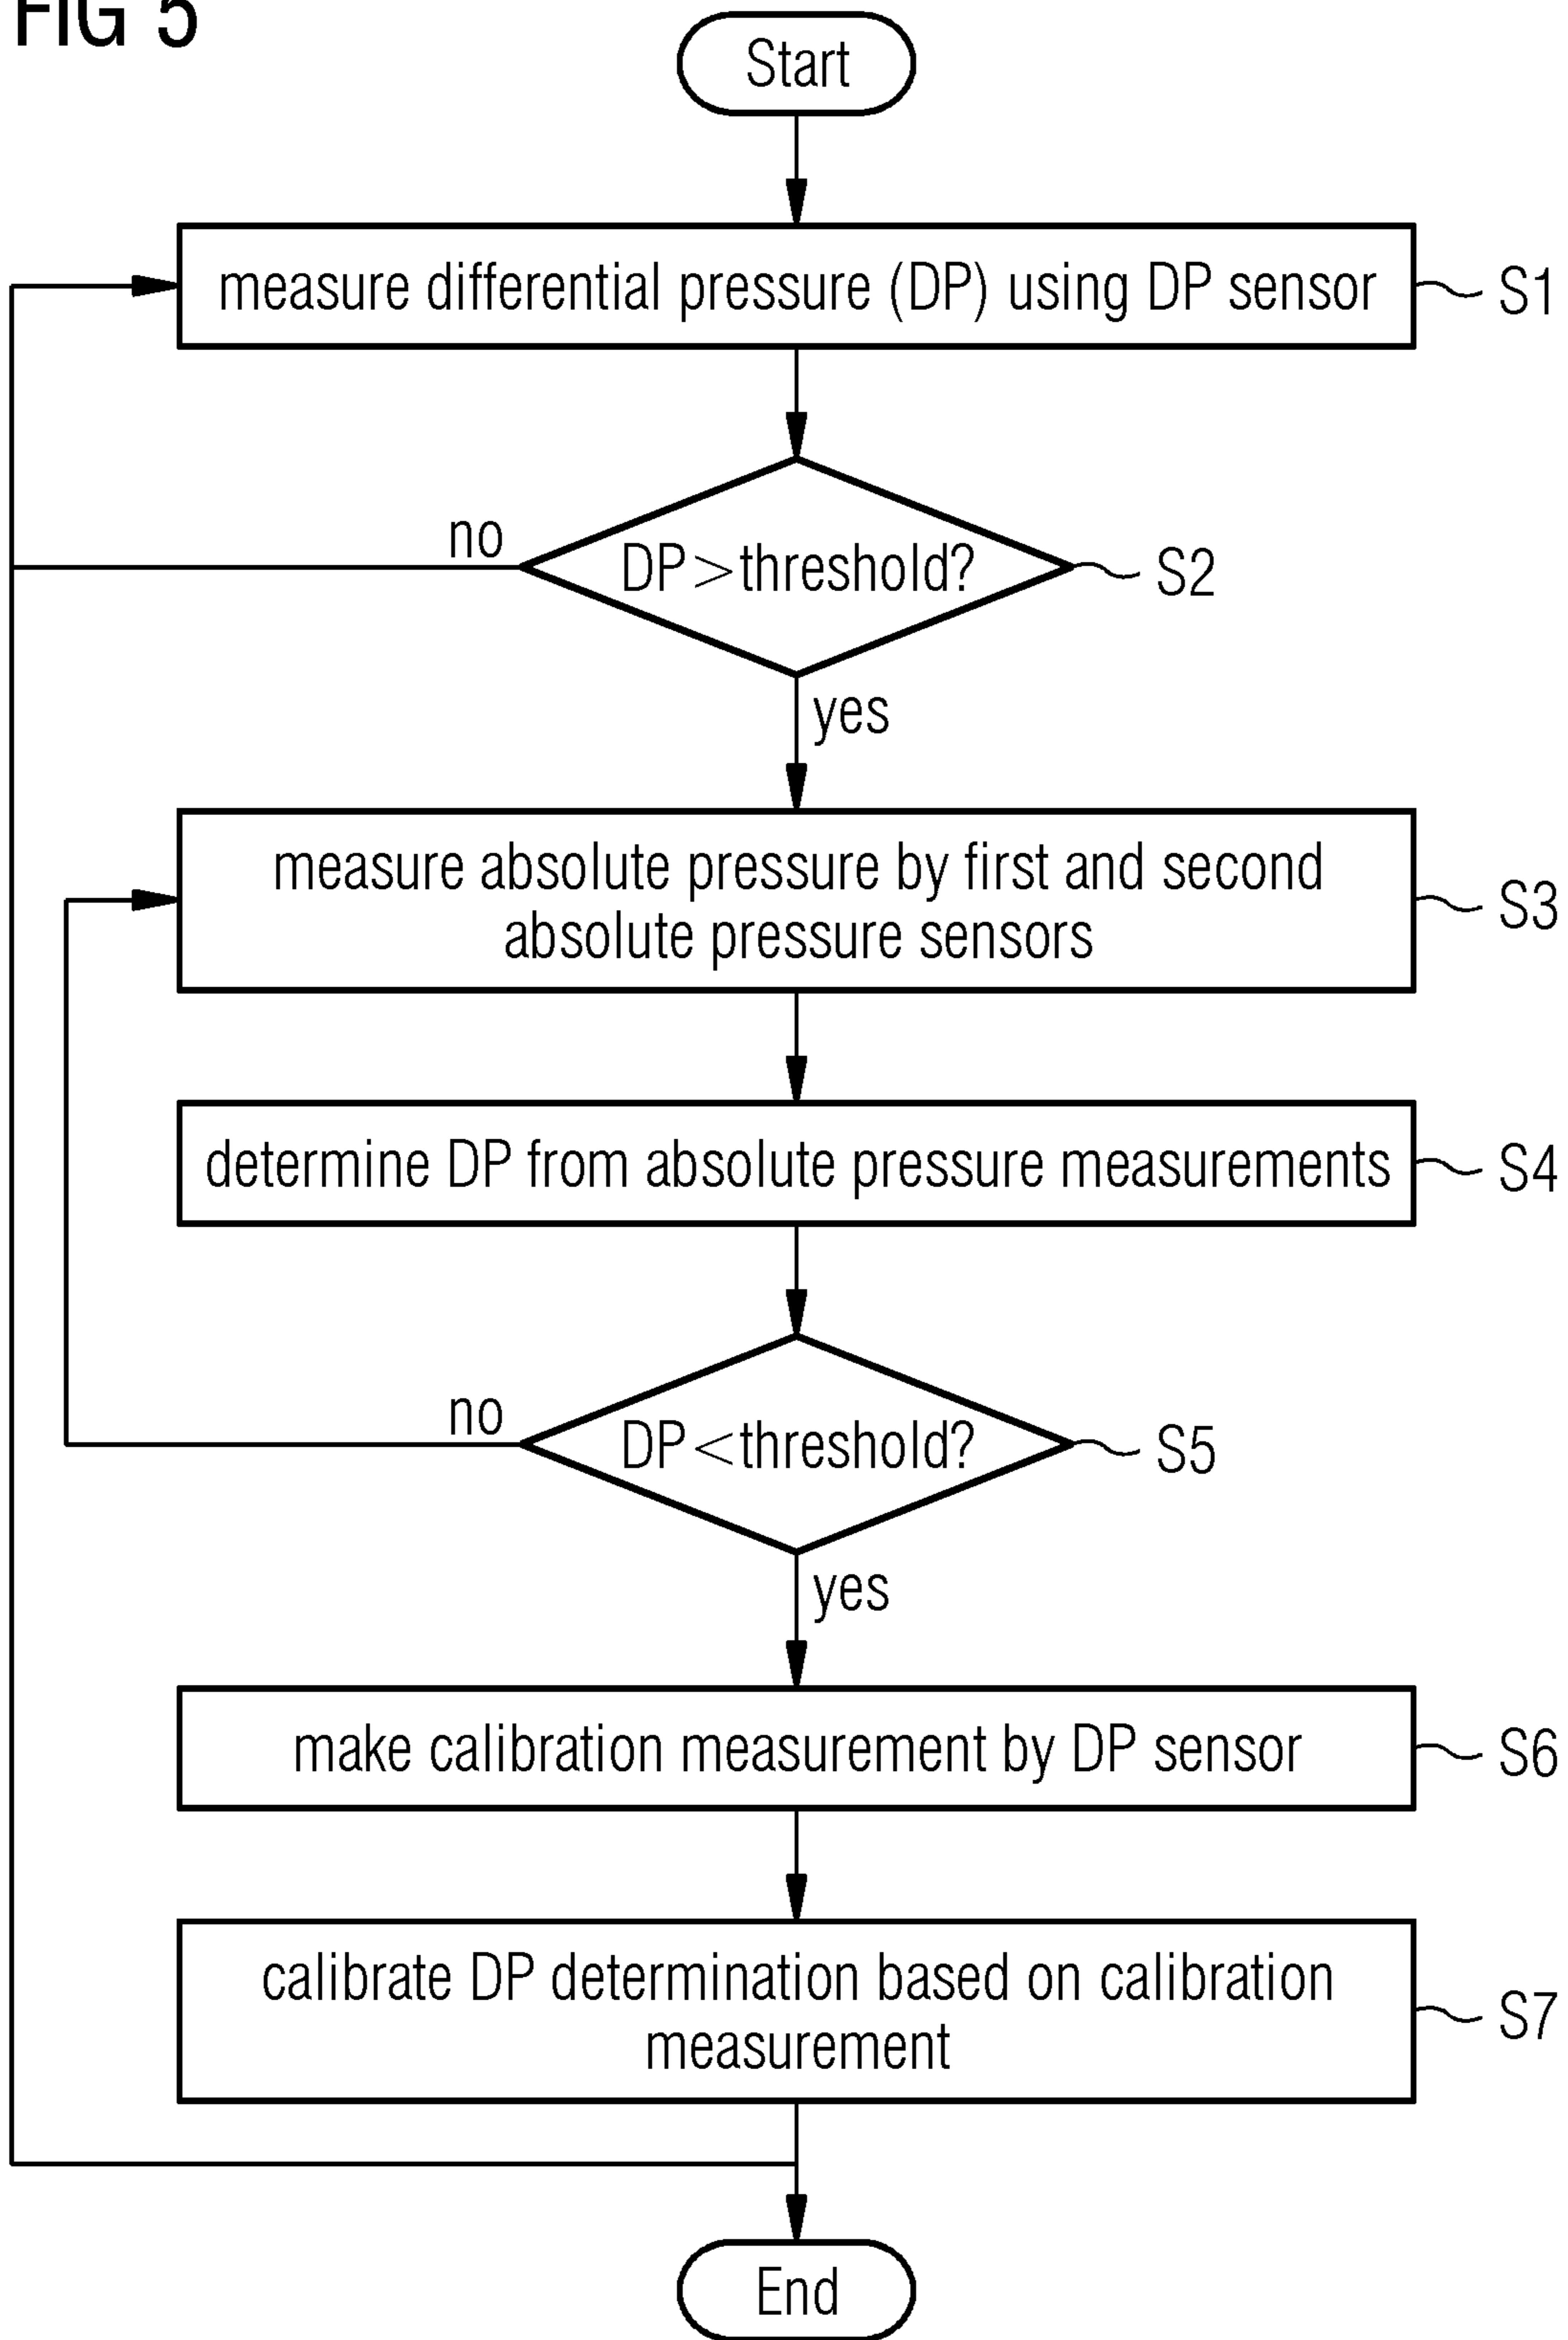 FIG 5
Start
measure differential pressure (DP) using DP sensor
S1
no
DP>threshold?
S2
yes
measure absolute pressure by first and second
absolute pressure sensors
S3
determine DP from absolute pressure measurements
S4
no
DP<threshold?
S5
yes
make calibration measurement by DP sensor
S6
calibrate DP determination based on calibration
measurement
S7
End